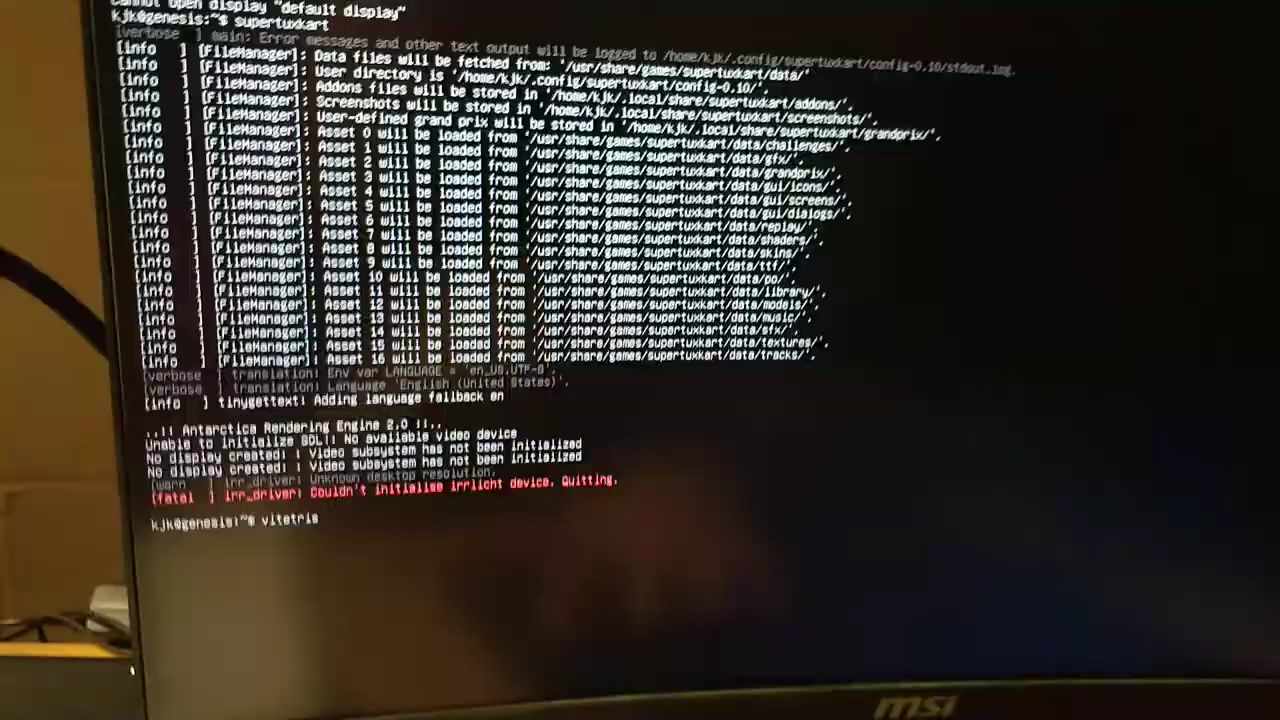 Cannot open display "default display"
kjk@genesis:~$ supertuxkart
[verbose  ] main: Error messages and other text output will be logged to /home/kjk/.config/supertuxkart/config-0.10/stdout.log.
[info   ] [FileManager]: Data files will be fetched from: '/usr/share/games/supertuxkart/data/'
[info   ] [FileManager]: User directory is '/home/kjk/.config/supertuxkart/config-0.10/'.
[info   ] [FileManager]: Addons files will be stored in '/home/kjk/.local/share/supertuxkart/addons/'.
[info   ] [FileManager]: Screenshots will be stored in '/home/kjk/.local/share/supertuxkart/screenshots/'.
[info   ] [FileManager]: User-defined grand prix will be stored in '/home/kjk/.local/share/supertuxkart/grandprix/'.
[info   ] [FileManager]: Asset 0 will be loaded from '/usr/share/games/supertuxkart/data/challenges/'.
[info   ] [FileManager]: Asset 1 will be loaded from '/usr/share/games/supertuxkart/data/gfx/'.
[info   ] [FileManager]: Asset 2 will be loaded from '/usr/share/games/supertuxkart/data/grandprix/'.
[info   ] [FileManager]: Asset 3 will be loaded from '/usr/share/games/supertuxkart/data/gui/icons/'.
[info   ] [FileManager]: Asset 4 will be loaded from '/usr/share/games/supertuxkart/data/gui/screens/'.
[info   ] [FileManager]: Asset 5 will be loaded from '/usr/share/games/supertuxkart/data/gui/dialogs/'.
[info   ] [FileManager]: Asset 6 will be loaded from '/usr/share/games/supertuxkart/data/replay/'.
[info   ] [FileManager]: Asset 7 will be loaded from '/usr/share/games/supertuxkart/data/shaders/'.
[info   ] [FileManager]: Asset 8 will be loaded from '/usr/share/games/supertuxkart/data/skins/'.
[info   ] [FileManager]: Asset 9 will be loaded from '/usr/share/games/supertuxkart/data/ttf/'.
[info   ] [FileManager]: Asset 10 will be loaded from '/usr/share/games/supertuxkart/data/po/'.
[info   ] [FileManager]: Asset 11 will be loaded from '/usr/share/games/supertuxkart/data/library/'.
[info   ] [FileManager]: Asset 12 will be loaded from '/usr/share/games/supertuxkart/data/models/'.
[info   ] [FileManager]: Asset 13 will be loaded from '/usr/share/games/supertuxkart/data/music/'.
[info   ] [FileManager]: Asset 14 will be loaded from '/usr/share/games/supertuxkart/data/sfx/'.
[info   ] [FileManager]: Asset 15 will be loaded from '/usr/share/games/supertuxkart/data/textures/'.
[info   ] [FileManager]: Asset 16 will be loaded from '/usr/share/games/supertuxkart/data/tracks/'.
[verbose  ] translation: Env var LANGUAGE = 'en_US.UTF-8'.
[verbose  ] translation: Language 'English (United States)'.
[info   ] tinygettext: Adding language fallback en
..:: Antarctica Rendering Engine 2.0 ::..
Unable to initialize SDL!: No available video device
No display created: : Video subsystem has not been initialized
No display created: : Video subsystem has not been initialized
[warn   ] irr_driver: Unknown desktop resolution.
[fatal  ] irr_driver: Couldn't initialise irrlicht device. Quitting.
kjk@genesis:~$ vitetris
msi